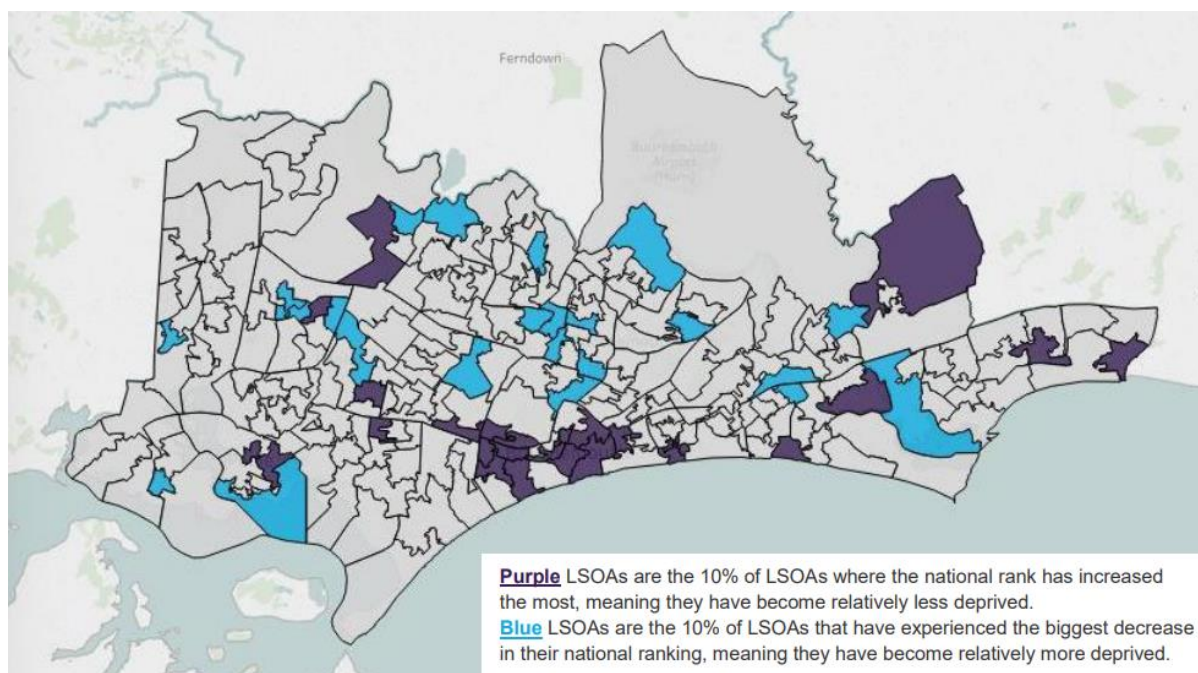 Ferndown
Bournemouth
Airport
Purple LSOAs are the 10% of LSOAs where the national rank has increased
the most, meaning they have become relatively less deprived.
Blue LSOAs are the 10% of LSOAs that have experienced the biggest decrease
in their national ranking, meaning they have become relatively more deprived.